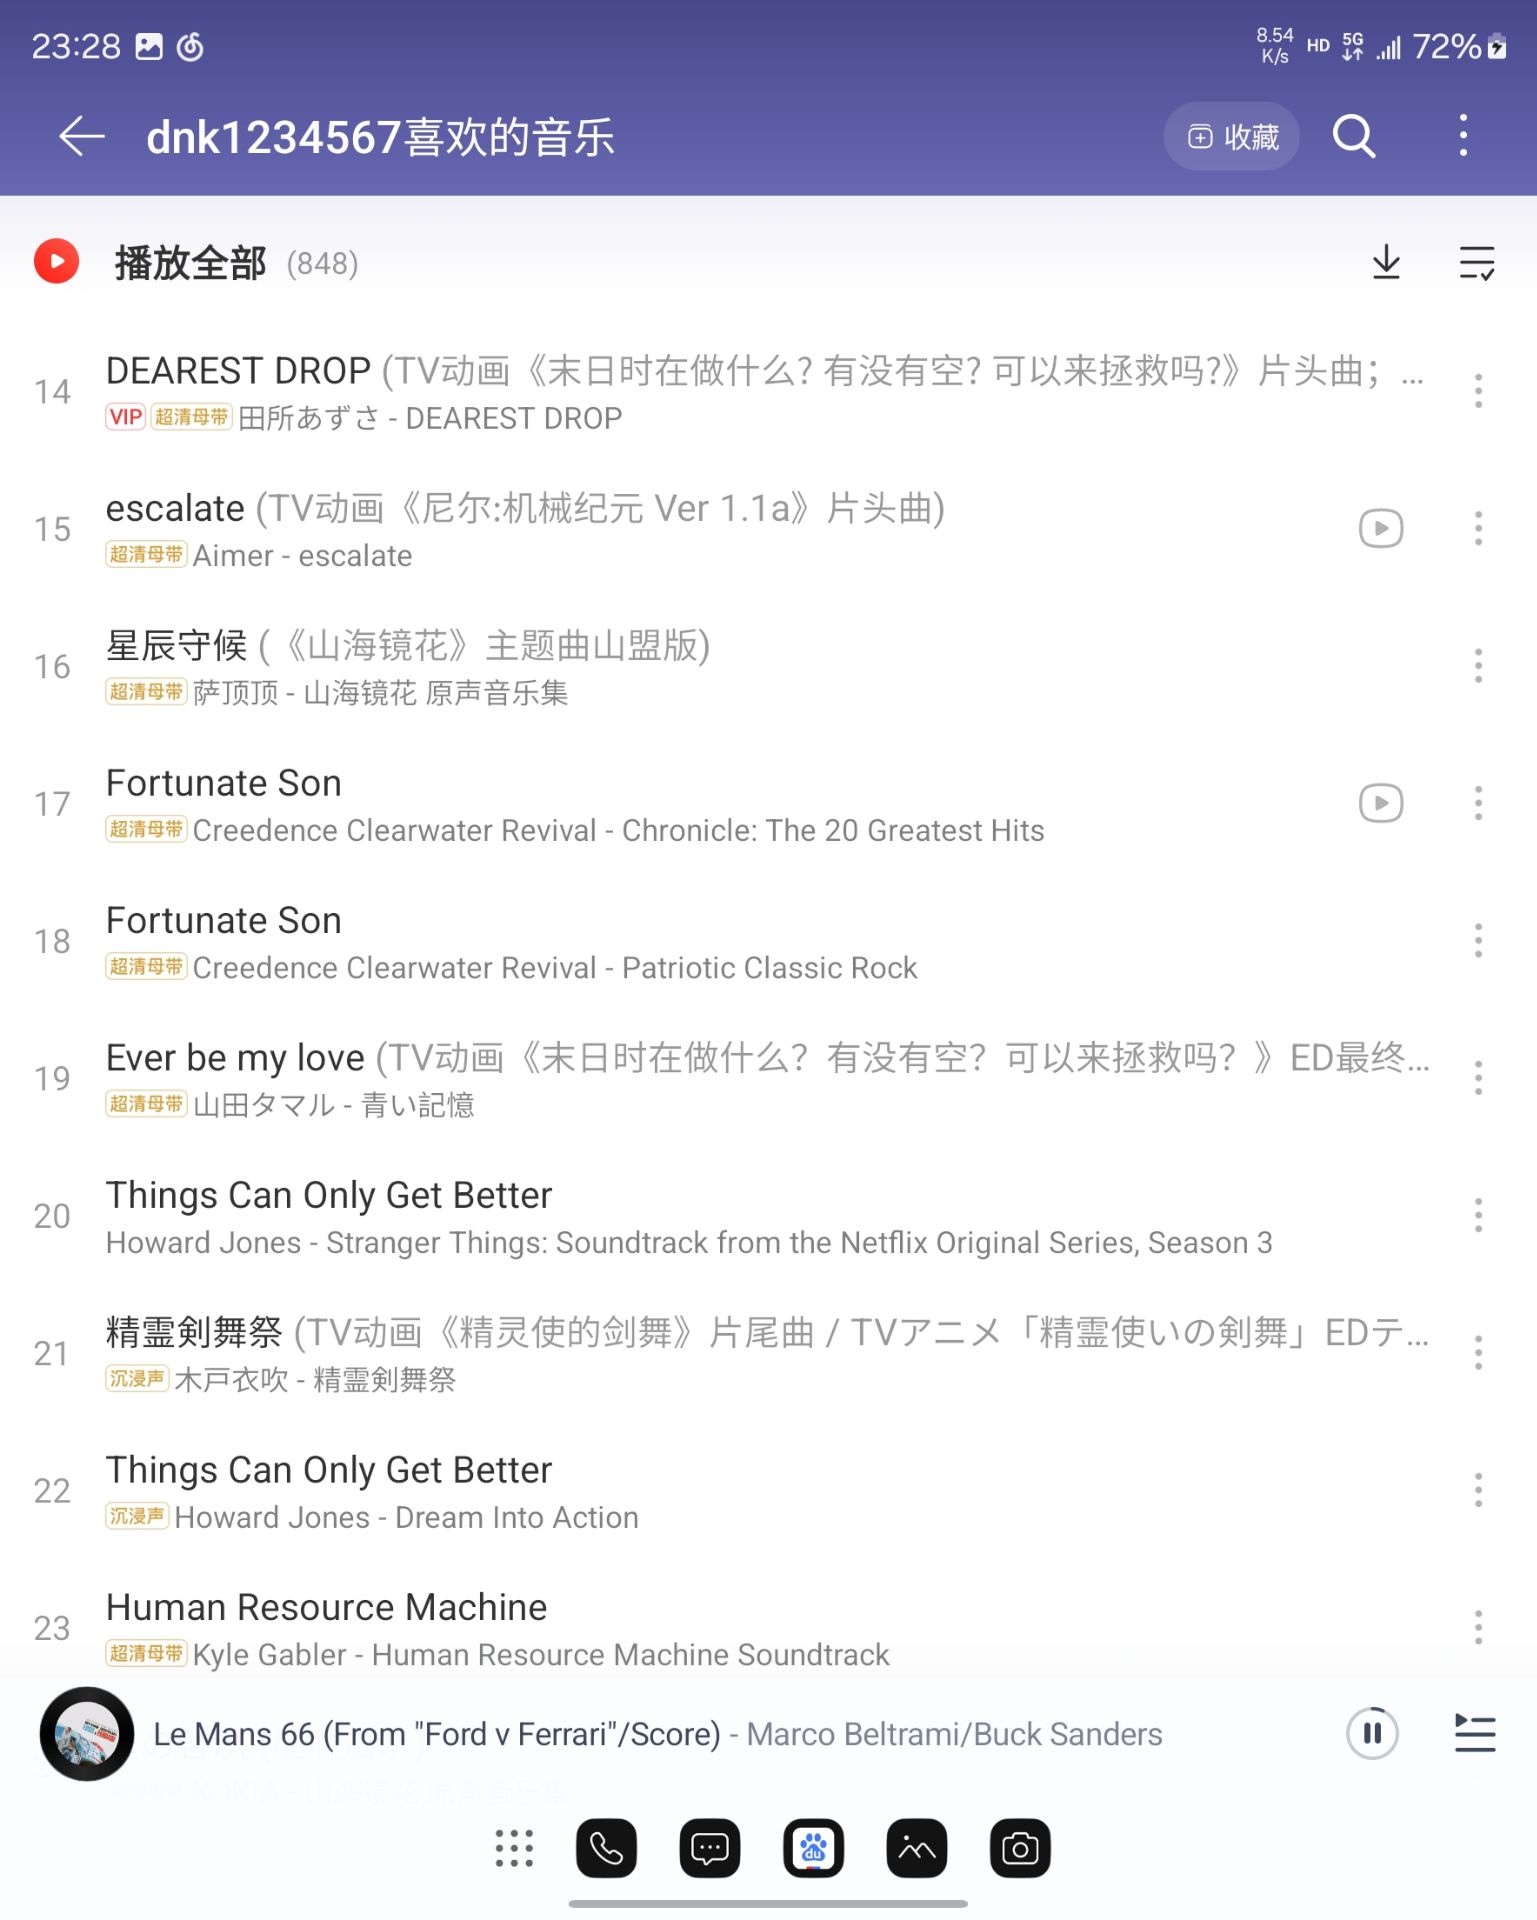 23:28
8.54 K/s HD 5G 72%
dnk1234567喜欢的音乐
收藏
播放全部 (848)
14
DEAREST DROP (TV动画《末日时在做什么? 有没有空? 可以来拯救吗?》片头曲；...
VIP 超清母带 田所あずさ - DEAREST DROP
15
escalate (TV动画《尼尔:机械纪元 Ver 1.1a》片头曲)
超清母带 Aimer - escalate
16
星辰守候 (《山海镜花》主题曲山盟版)
超清母带 萨顶顶 - 山海镜花 原声音乐集
17
Fortunate Son
超清母带 Creedence Clearwater Revival - Chronicle: The 20 Greatest Hits
18
Fortunate Son
超清母带 Creedence Clearwater Revival - Patriotic Classic Rock
19
Ever be my love (TV动画《末日时在做什么？有没有空？可以来拯救吗？》ED最终...
超清母带 山田タマル - 青い記憶
20
Things Can Only Get Better
Howard Jones - Stranger Things: Soundtrack from the Netflix Original Series, Season 3
21
精霊剣舞祭 (TV动画《精灵使的剑舞》片尾曲 / TVアニメ「精霊使いの剣舞」EDテ...
沉浸声 木戸衣吹 - 精霊剣舞祭
22
Things Can Only Get Better
沉浸声 Howard Jones - Dream Into Action
23
Human Resource Machine
超清母带 Kyle Gabler - Human Resource Machine Soundtrack
Le Mans 66 (From "Ford v Ferrari"/Score) - Marco Beltrami/Buck Sanders
KOKIA - 山海镜花 原声音乐集
du